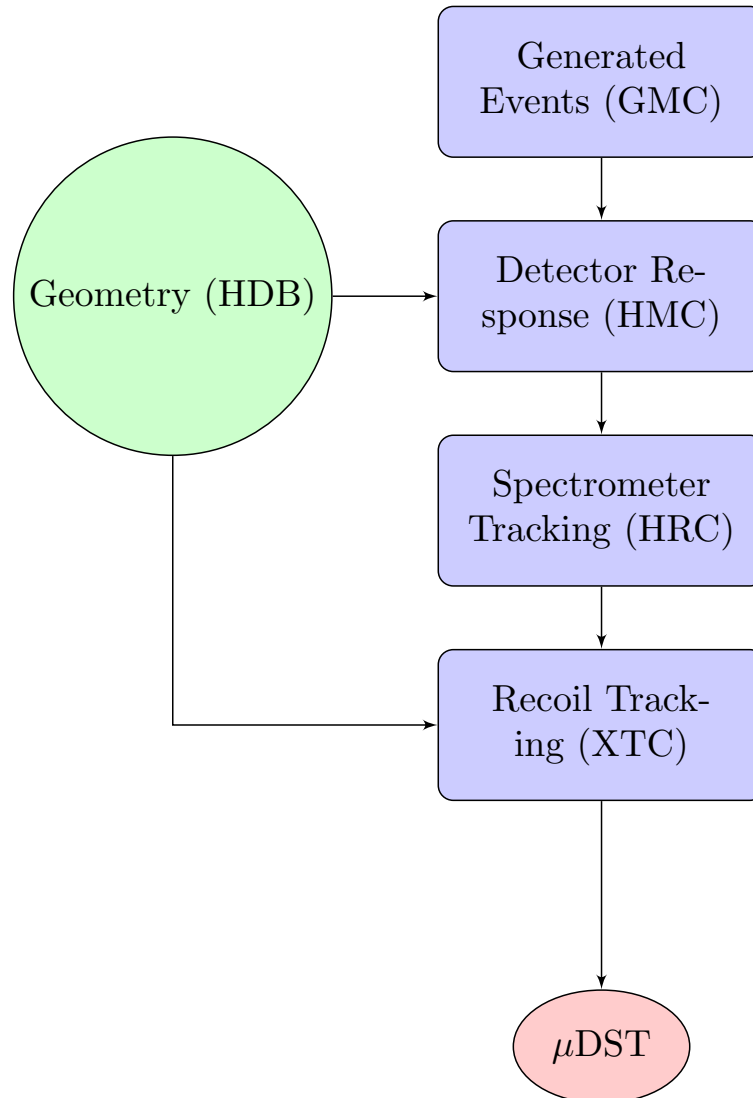 Generated
Events (GMC)
Geometry (HDB)
Detector Re-
sponse (HMC)
Spectrometer
Tracking (HRC)
Recoil Track-
ing (XTC)
μDST